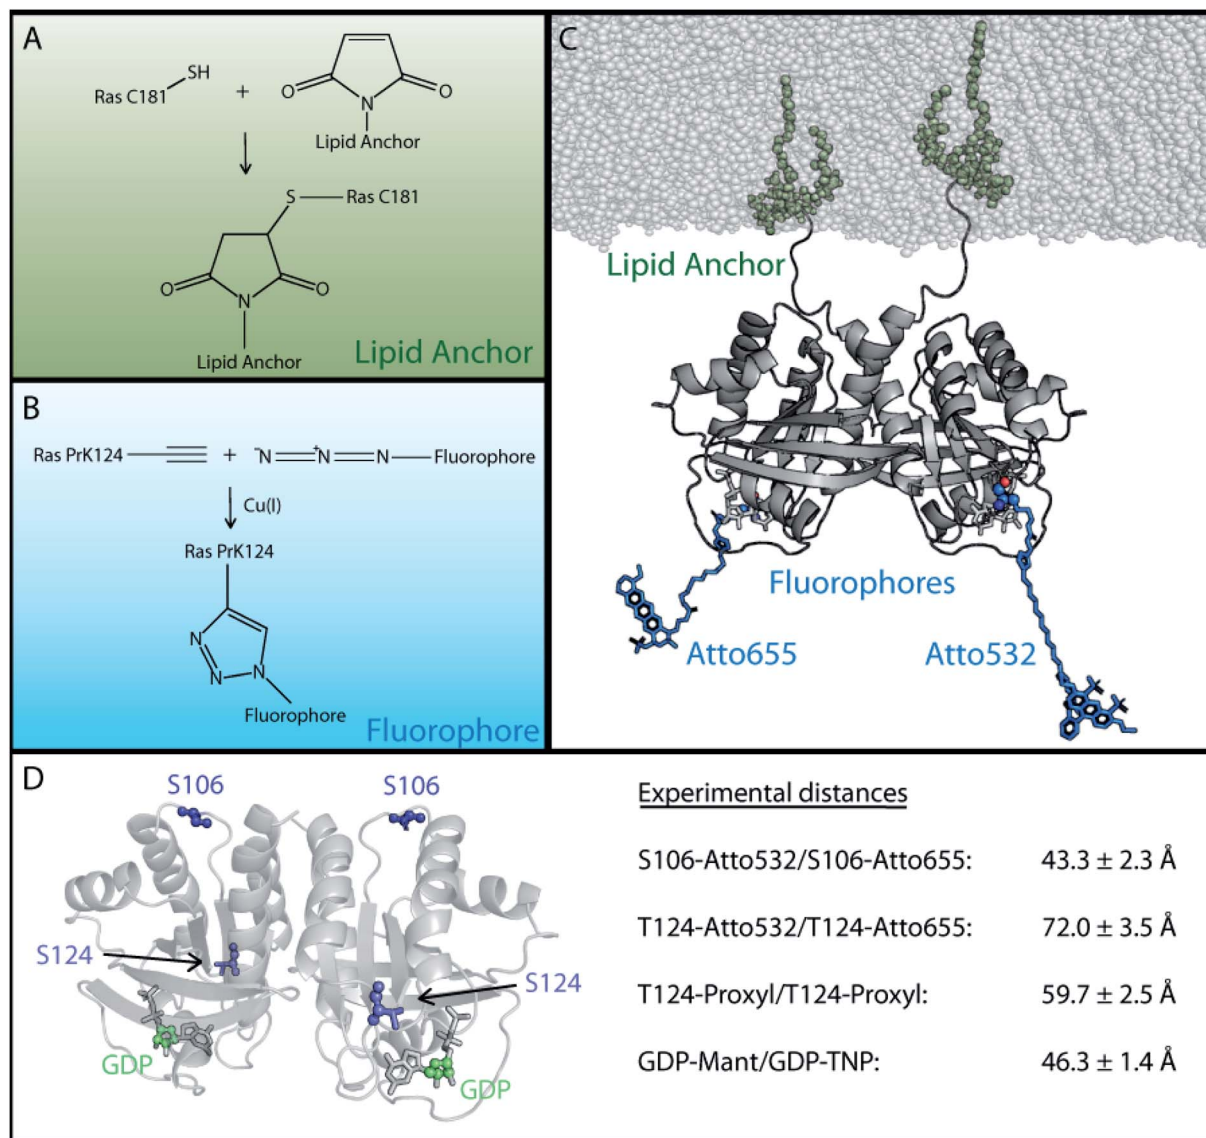 A
SH
Ras C181
+
O
O
N
Lipid Anchor
S
Ras C181
O
O
N
Lipid Anchor
Lipid Anchor
B
Ras PrK124
+
-N
+N
N
Fluorophore
Cu(I)
Ras PrK124
N
N
N
Fluorophore
Fluorophore
C
Lipid Anchor
Fluorophores
Atto655
Atto532
D
S106
S106
S124
S124
GDP
GDP
Experimental distances
S106-Atto532/S106-Atto655: 43.3 ± 2.3 Å
T124-Atto532/T124-Atto655: 72.0 ± 3.5 Å
T124-Proxyl/T124-Proxyl: 59.7 ± 2.5 Å
GDP-Mant/GDP-TNP: 46.3 ± 1.4 Å